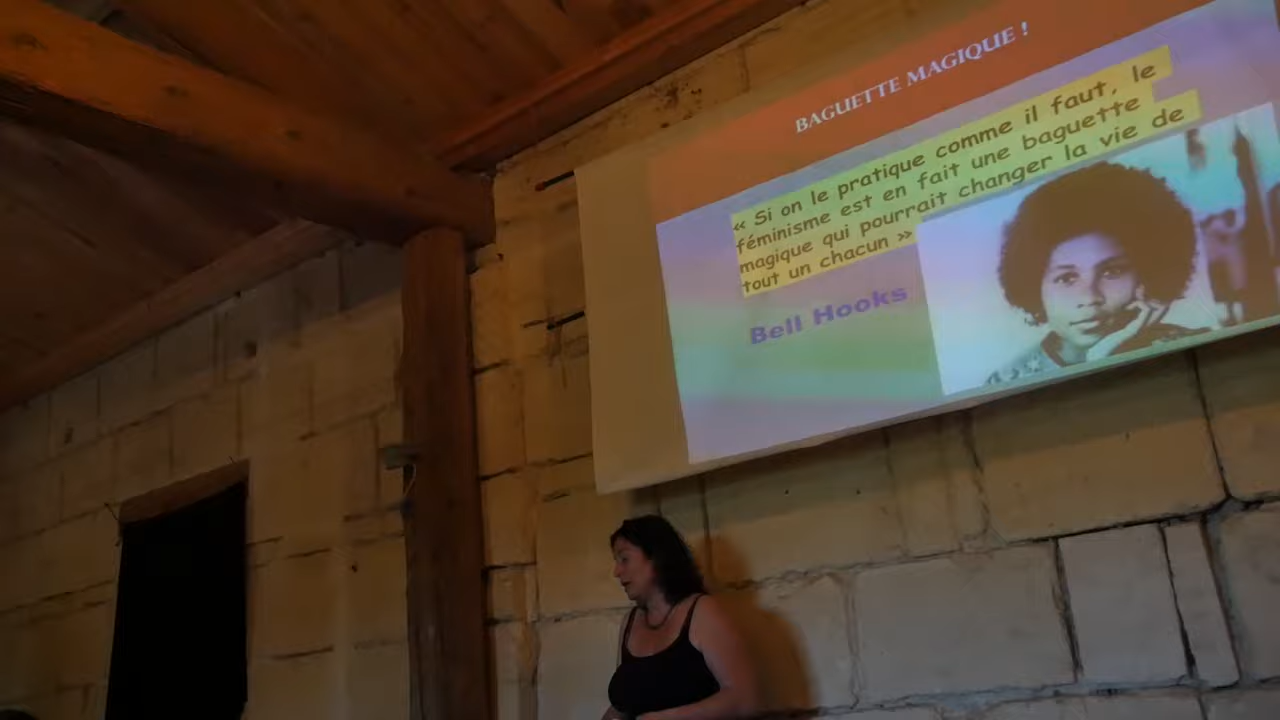 BAGUETTE MAGIQUE !
« Si on le pratique comme il faut, le
féminisme est en fait une baguette
magique qui pourrait changer la vie de
tout un chacun »
Bell Hooks